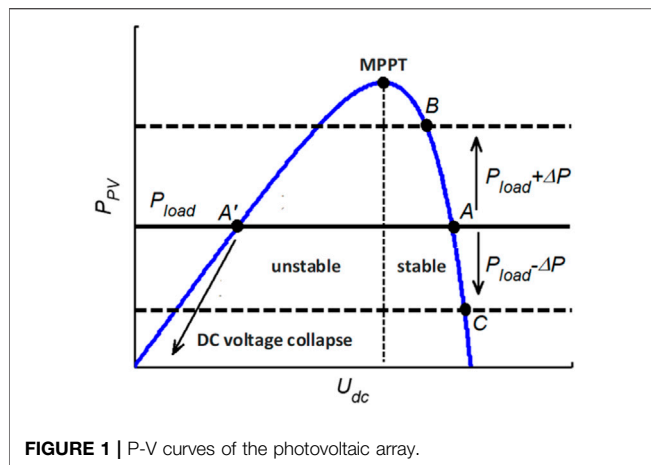 MPPT
B
P_load+ΔP
P_PV
P_load
A′
A
unstable
stable
P_load-ΔP
C
DC voltage collapse
U_dc
FIGURE 1 | P-V curves of the photovoltaic array.